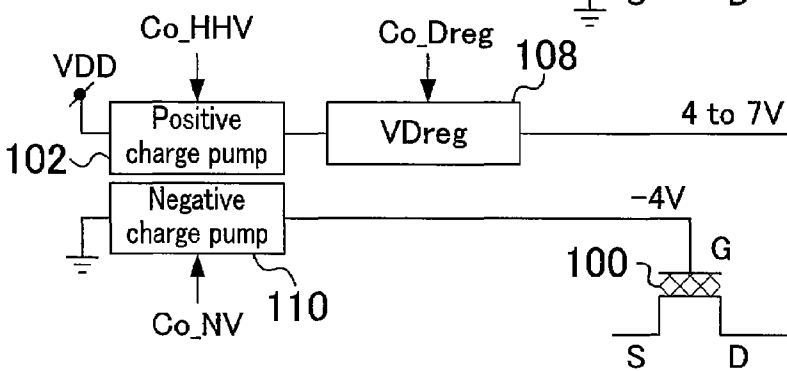 Co_HHV
Co_Dreg
VDD
108
Positive
charge pump
VDreg
4 to 7V
102
Negative
charge pump
-4V
G
100
110
Co_NV
S
D